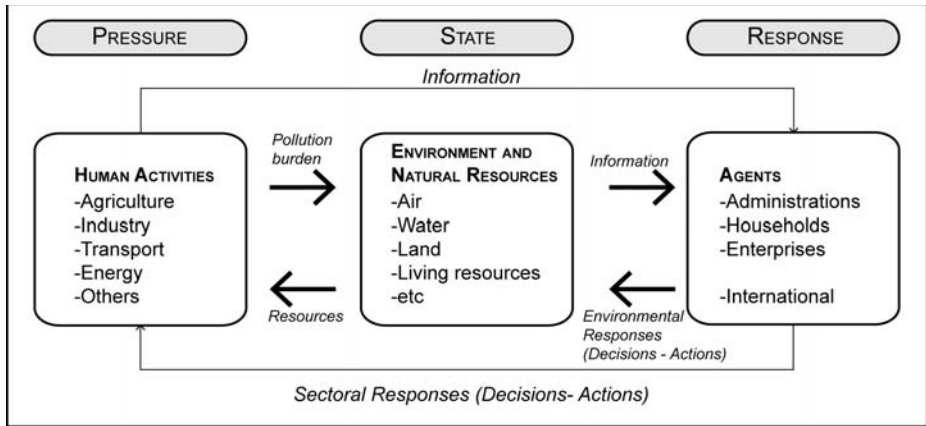 PRESSURE
STATE
RESPONSE
Information
HUMAN ACTIVITIES
-Agriculture
-Industry
-Transport
-Energy
-Others
Pollution
burden
Resources
ENVIRONMENT AND
NATURAL RESOURCES
-Air
-Water
-Land
-Living resources
-etc
Information
Environmental
Responses
(Decisions - Actions)
AGENTS
-Administrations
-Households
-Enterprises
-International
Sectoral Responses (Decisions- Actions)